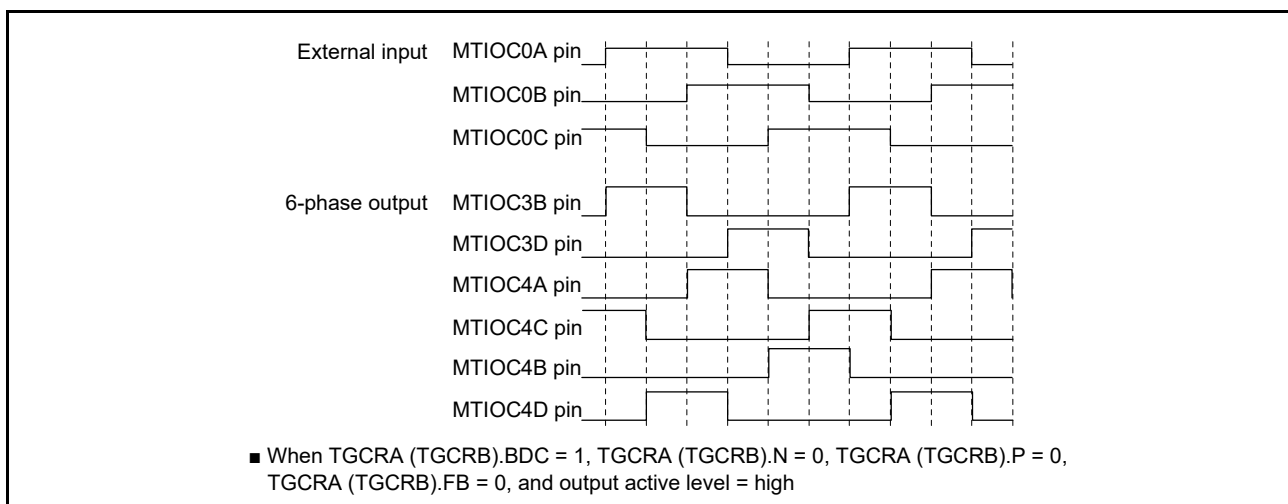 External input MTIOC0A pin
MTIOC0B pin
MTIOC0C pin
6-phase output MTIOC3B pin
MTIOC3D pin
MTIOC4A pin
MTIOC4C pin
MTIOC4B pin
MTIOC4D pin
■ When TGCRA (TGCRB).BDC = 1, TGCRA (TGCRB).N = 0, TGCRA (TGCRB).P = 0,
TGCRA (TGCRB).FB = 0, and output active level = high